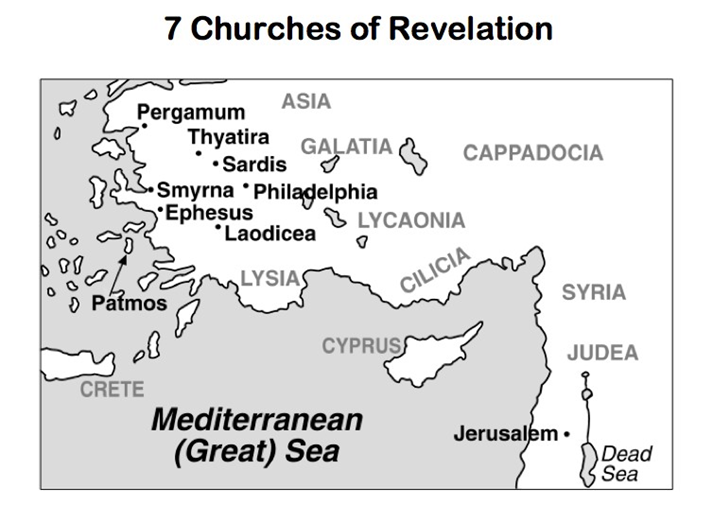 7 Churches of Revelation
ASIA
Pergamum
Thyatira
GALATIA
CAPPADOCIA
Sardis
Smyrna
Philadelphia
Ephesus
LYCAONIA
Laodicea
LYSIA
CILICIA
SYRIA
Patmos
CYPRUS
JUDEA
CRETE
Mediterranean
(Great) Sea
Jerusalem
Dead
Sea